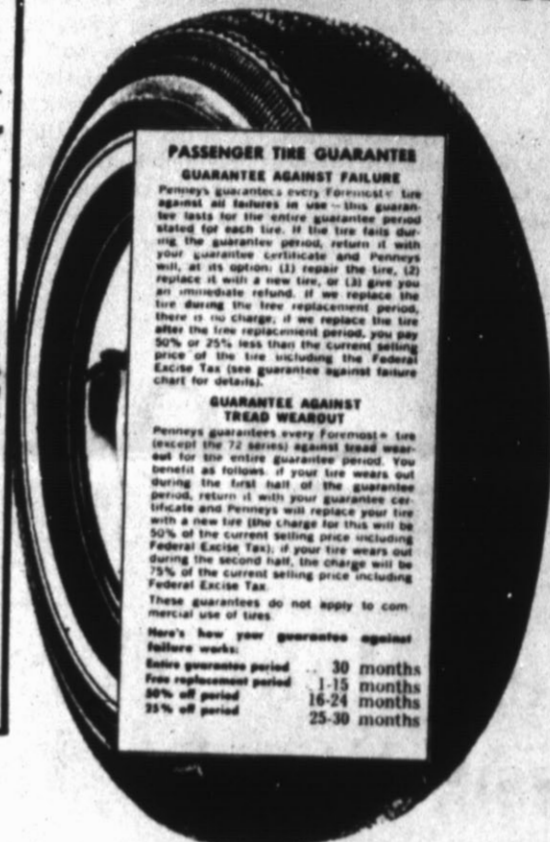 PASSENGER TIRE GUARANTEE
GUARANTEE AGAINST FAILURE
Penneys guarantees every Foremost® tire
against all failures in use — this guaran-
tee lasts for the entire guarantee period
stated for each tire. If the tire fails dur-
ing the guarantee period, return it with
your guarantee certificate and Penneys
will, at its option: (1) repair the tire, (2)
replace it with a new tire, or (3) give you
an immediate refund. If we replace the
tire during the free replacement period,
there is no charge; if we replace the tire
after the free replacement period, you pay
50% or 25% less than the current selling
price of the tire including the Federal
Excise Tax (see guarantee against failure
chart for details).
GUARANTEE AGAINST
TREAD WEAROUT
Penneys guarantees every Foremost® tire
(except the 72 series) against tread wear-
out for the entire guarantee period. You
benefit as follows: if your tire wears out
during the first half of the guarantee
period, return it with your guarantee cer-
tificate and Penneys will replace your tire
with a new tire (the charge for this will be
50% of the current selling price including
Federal Excise Tax); if your tire wears out
during the second half, the charge will be
75% of the current selling price including
Federal Excise Tax.
These guarantees do not apply to com
mercial use of tires.
Here's how your guarantee against
failure works:
Entire guarantee period .. 30 months
Free replacement period . 1-15 months
50% off period 16-24 months
25% off period 25-30 months